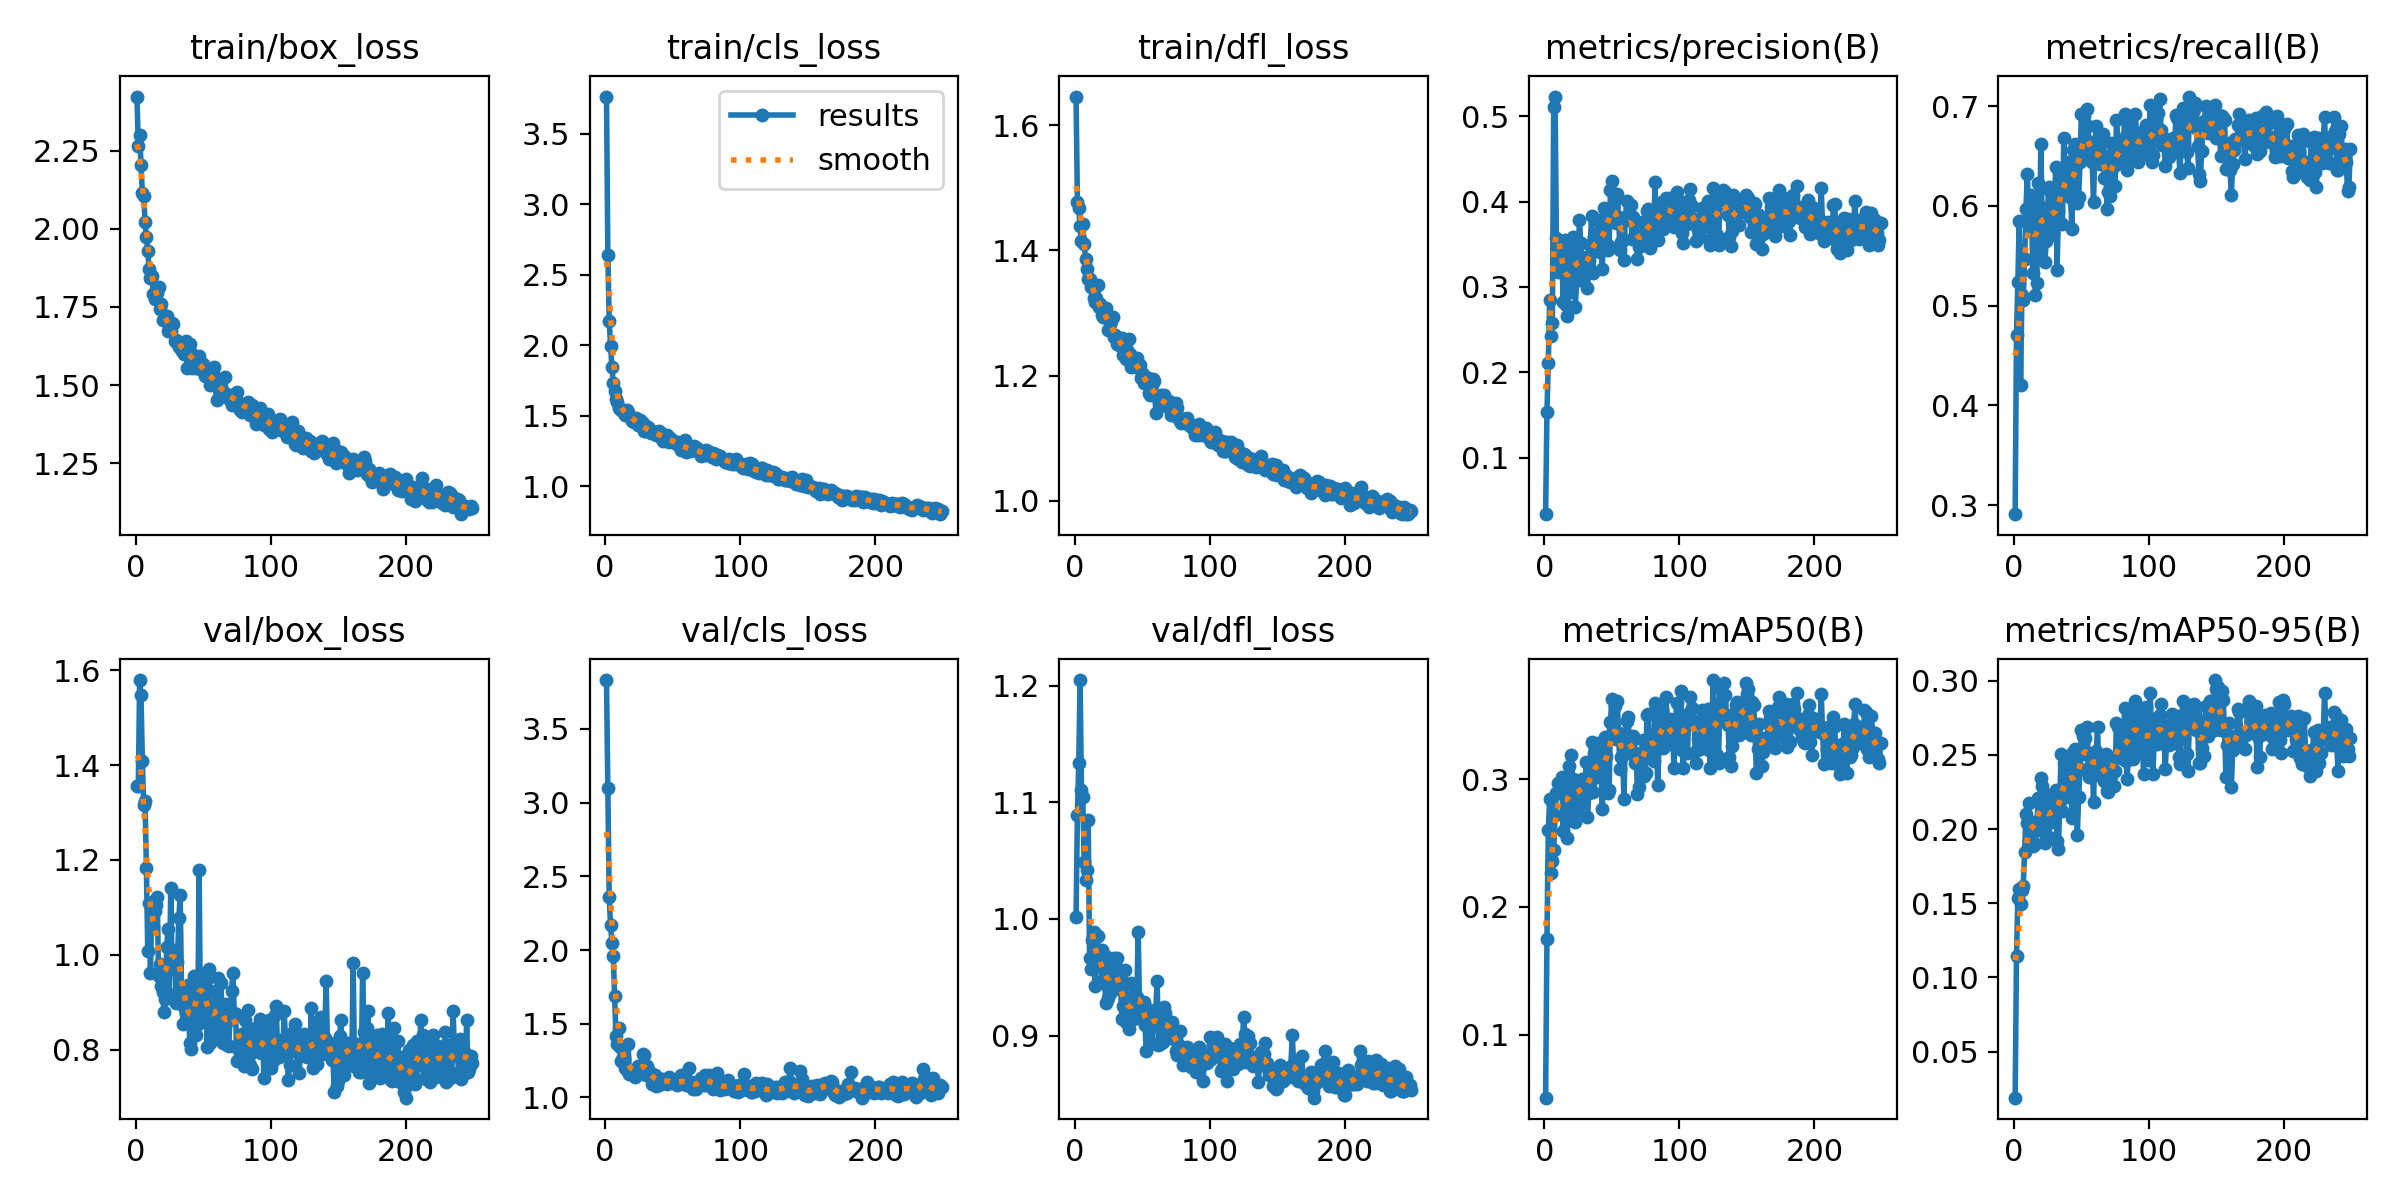 train/box_loss
2.25
2.00
1.75
1.50
1.25
0 100 200
train/cls_loss
results
smooth
3.5
3.0
2.5
2.0
1.5
1.0
0 100 200
train/dfl_loss
1.6
1.4
1.2
1.0
0 100 200
metrics/precision(B)
0.5
0.4
0.3
0.2
0.1
0 100 200
metrics/recall(B)
0.7
0.6
0.5
0.4
0.3
0 100 200
val/box_loss
1.6
1.4
1.2
1.0
0.8
0 100 200
val/cls_loss
3.5
3.0
2.5
2.0
1.5
1.0
0 100 200
val/dfl_loss
1.2
1.1
1.0
0.9
0 100 200
metrics/mAP50(B)
0.3
0.2
0.1
0 100 200
metrics/mAP50-95(B)
0.30
0.25
0.20
0.15
0.10
0.05
0 100 200